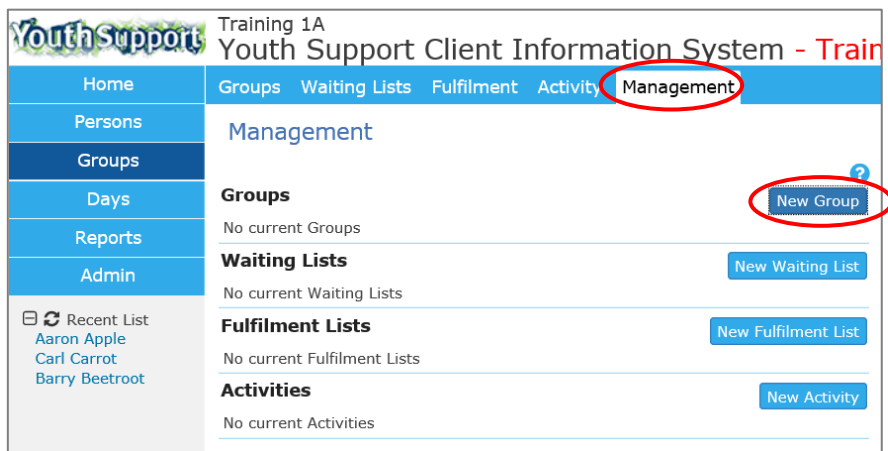 YouthSupport
Training 1A
Youth Support Client Information System - Train
Home
Persons
Groups
Days
Reports
Admin
Recent List
Aaron Apple
Carl Carrot
Barry Beetroot
Groups Waiting Lists Fulfilment Activity Management
Management
?
Groups New Group
No current Groups
Waiting Lists New Waiting List
No current Waiting Lists
Fulfilment Lists New Fulfilment List
No current Fulfilment Lists
Activities New Activity
No current Activities